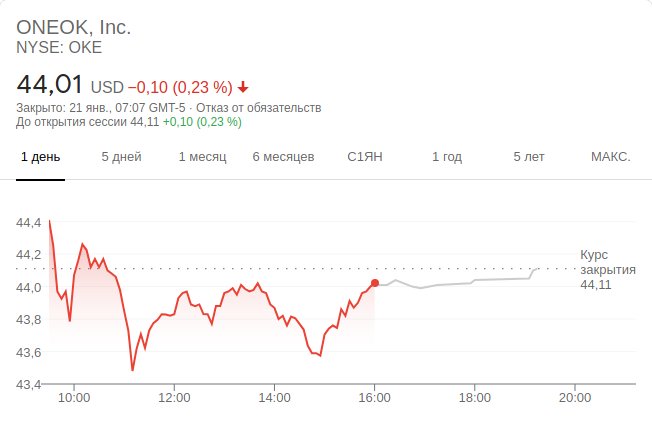 ONEOK, Inc.
NYSE: OKE
44,01 USD −0,10 (0,23 %)
Закрыто: 21 янв., 07:07 GMT-5 · Отказ от обязательств
До открытия сессии 44,11 +0,10 (0,23 %)
1 день 5 дней 1 месяц 6 месяцев С1ЯН 1 год 5 лет МАКС.
44,4
44,2
44,0
43,8
43,6
43,4
Курс
закрытия
44,11
10:00 12:00 14:00 16:00 18:00 20:00